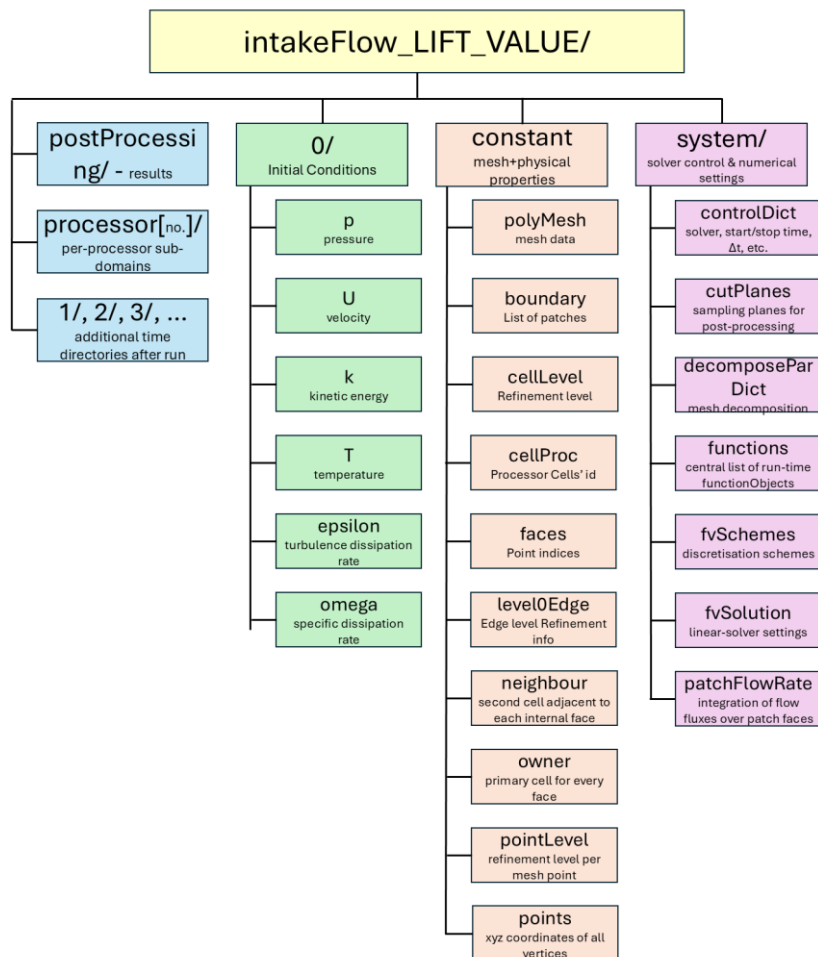 intakeFlow_LIFT_VALUE/
postProcessi
ng/ - results
processor[no.]/
per-processor sub-
domains
1/, 2/, 3/, ...
additional time
directories after run
0/
Initial Conditions
p
pressure
U
velocity
k
kinetic energy
T
temperature
epsilon
turbulence dissipation
rate
omega
specific dissipation
rate
constant
mesh+physical
properties
polyMesh
mesh data
boundary
List of patches
cellLevel
Refinement level
cellProc
Processor Cells' id
faces
Point indices
level0Edge
Edge level Refinement
info
neighbour
second cell adjacent to
each internal face
owner
primary cell for every
face
pointLevel
refinement level per
mesh point
points
xyz coordinates of all
vertices
system/
solver control & numerical
settings
controlDict
solver, start/stop time,
Δt, etc.
cutPlanes
sampling planes for
post-processing
decomposePar
Dict
mesh decomposition
functions
central list of run-time
functionObjects
fvSchemes
discretisation schemes
fvSolution
linear-solver settings
patchFlowRate
integration of flow
fluxes over patch faces